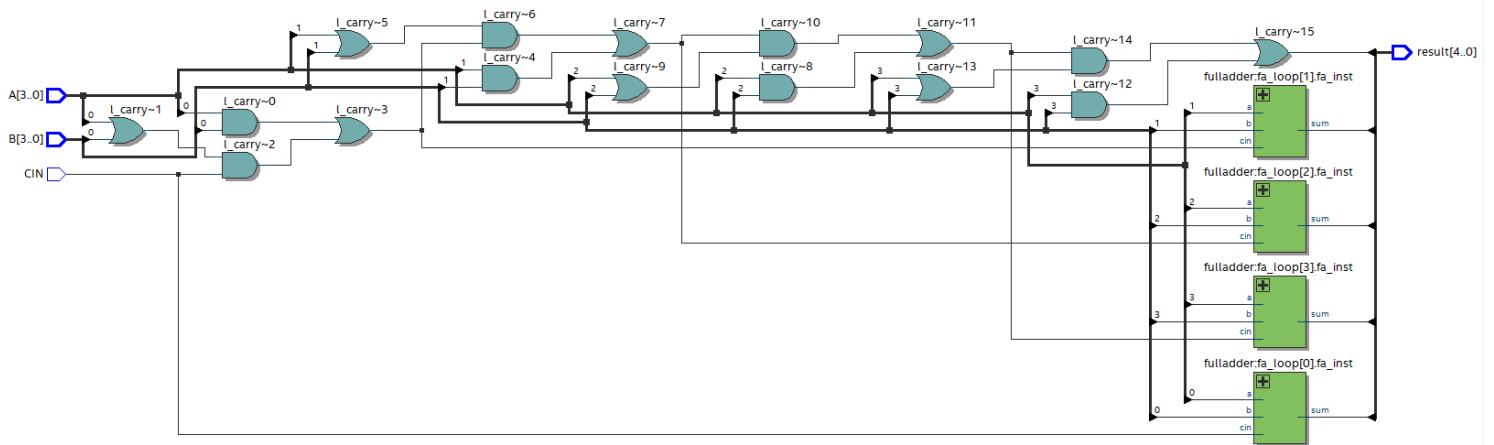 l_carry~5
l_carry~6
l_carry~7
l_carry~10
l_carry~11
l_carry~14
l_carry~15
result[4..0]
1
1
l_carry~4
l_carry~9
l_carry~8
l_carry~13
l_carry~12
1
1
2
2
2
2
3
3
3
3
A[3..0]
B[3..0]
CIN
l_carry~1
l_carry~0
l_carry~3
l_carry~2
0
0
0
0
fulladder:fa_loop[1].fa_inst
1
a
1
b
cin
sum
fulladder:fa_loop[2].fa_inst
2
a
2
b
cin
sum
fulladder:fa_loop[3].fa_inst
3
a
3
b
cin
sum
fulladder:fa_loop[0].fa_inst
0
a
0
b
cin
sum